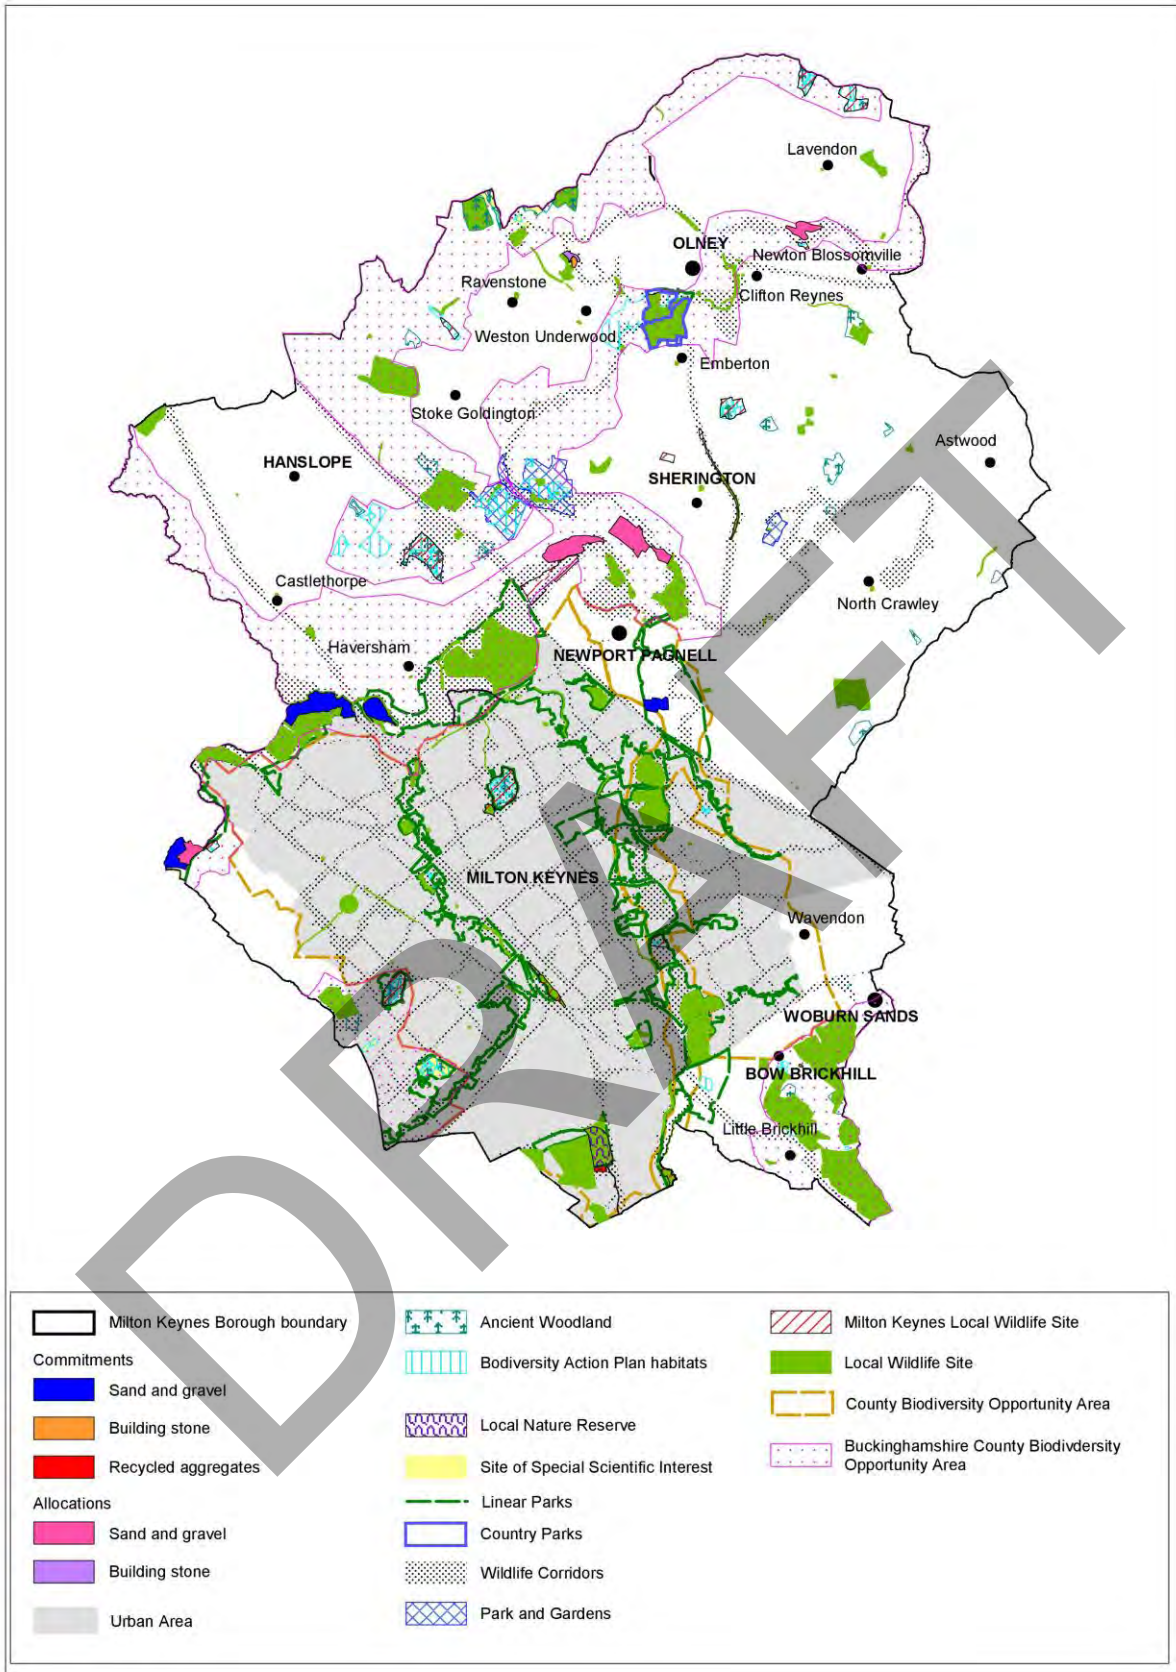 Lavendon
OLNEY
Newton Blossomville
Ravenstone
Clifton Reynes
Weston Underwood
Emberton
Stoke Goldington
Astwood
HANSLOPE
SHERINGTON
Castlethorpe
North Crawley
Haversham
NEWPORT PAGNELL
MILTON KEYNES
Wavendon
WOBURN SANDS
BOW BRICKHILL
Little Brickhill
DRAFT
Milton Keynes Borough boundary
Commitments
Sand and gravel
Building stone
Recycled aggregates
Allocations
Sand and gravel
Building stone
Urban Area
Ancient Woodland
Bodiversity Action Plan habitats
Local Nature Reserve
Site of Special Scientific Interest
Linear Parks
Country Parks
Wildlife Corridors
Park and Gardens
Milton Keynes Local Wildlife Site
Local Wildlife Site
County Biodiversity Opportunity Area
Buckinghamshire County Biodivdersity
Opportunity Area